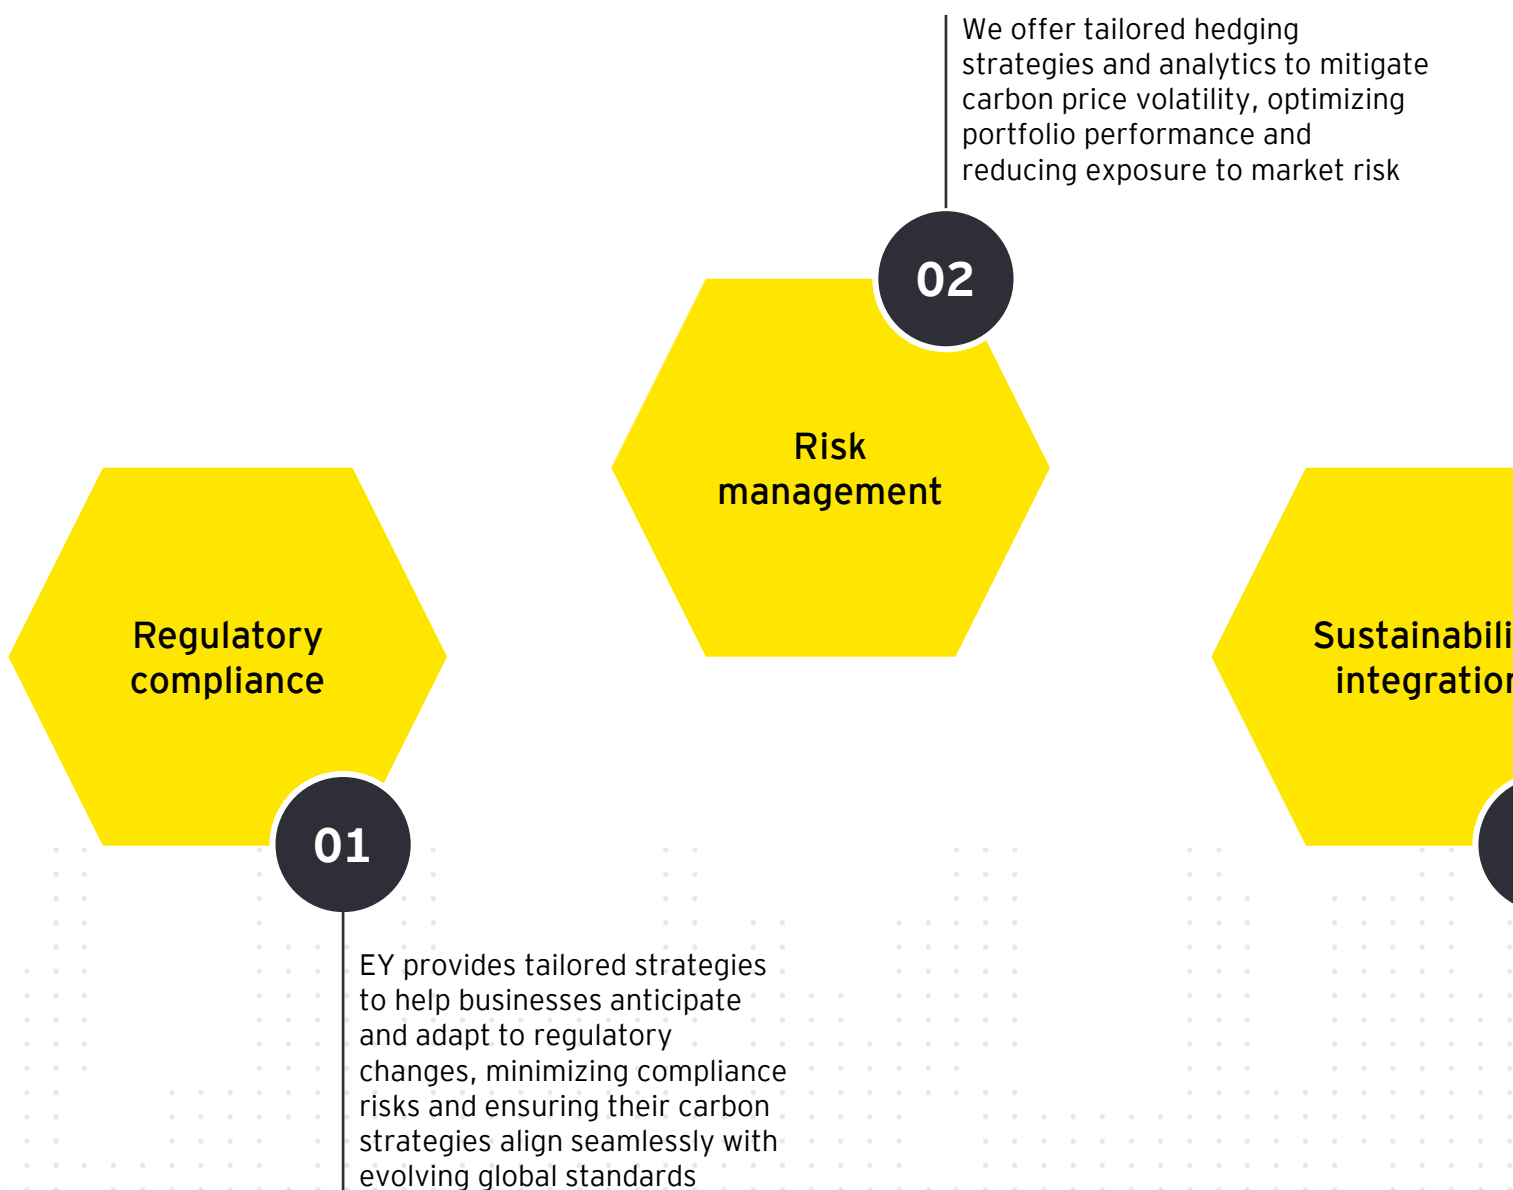 We offer tailored hedging
strategies and analytics to mitigate
carbon price volatility, optimizing
portfolio performance and
reducing exposure to market risk
02
Risk
management
Regulatory
compliance
01
EY provides tailored strategies
to help businesses anticipate
and adapt to regulatory
changes, minimizing compliance
risks and ensuring their carbon
strategies align seamlessly with
evolving global standards
Sustainabili
integration